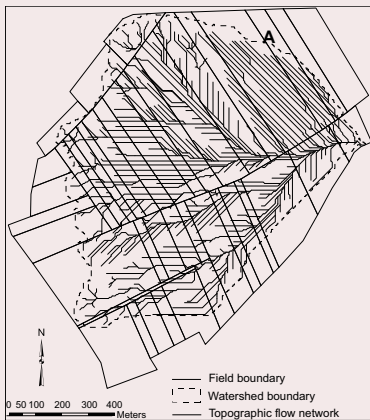 A
N
0 50 100 200 300 400
Meters
Field boundary
Watershed boundary
Topographic flow network